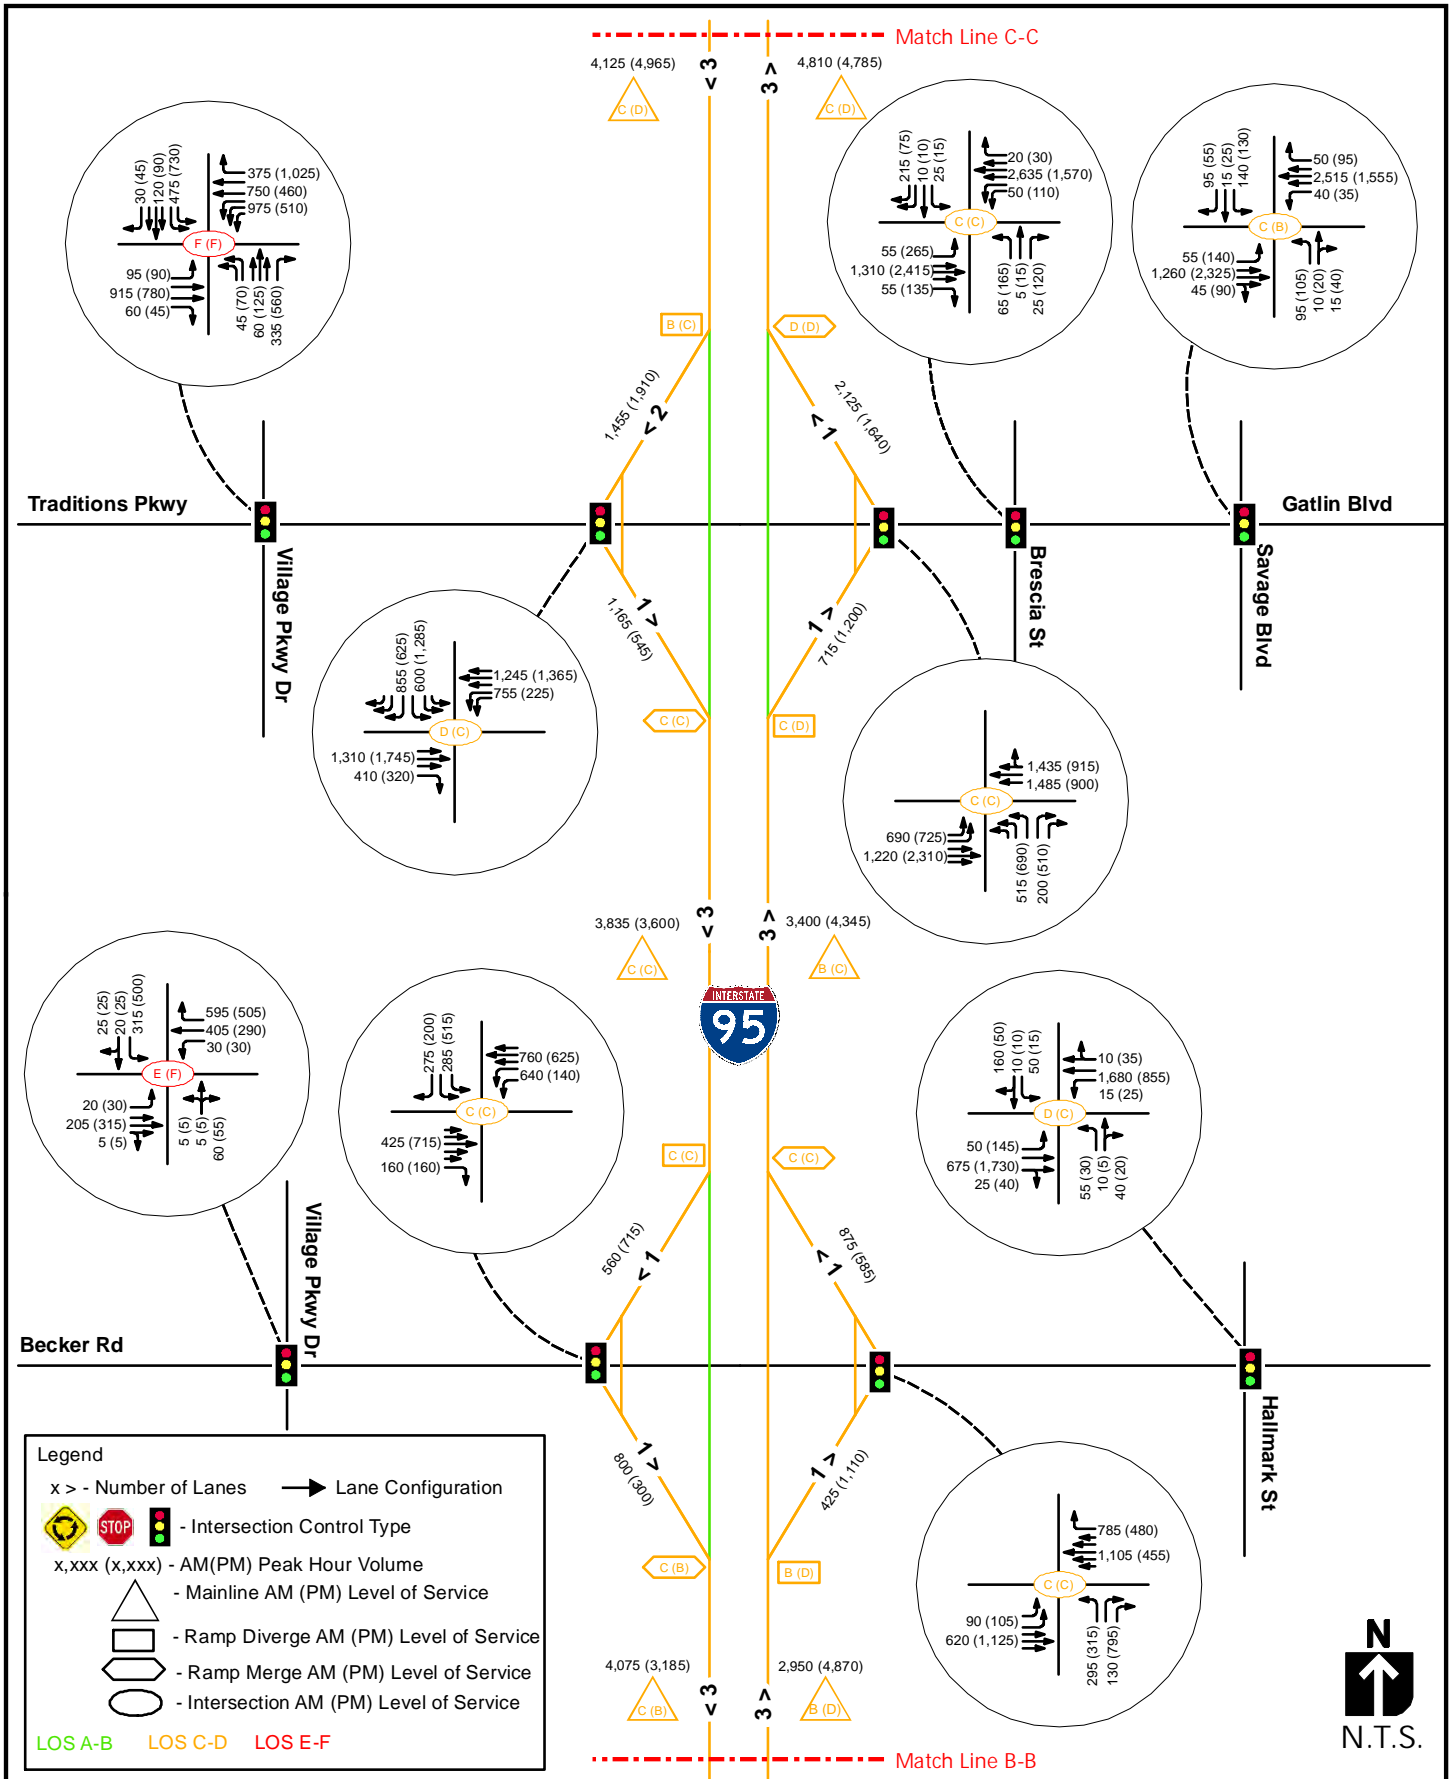 Match Line C-C
4,125 (4,965)
< 3
3 >
4,810 (4,785)
C (D)
C (D)
30 (45)
120 (90)
475 (730)
375 (1,025)
750 (460)
975 (510)
F (F)
95 (90)
915 (780)
60 (45)
45 (70)
60 (125)
335 (560)
215 (75)
10 (10)
25 (15)
20 (30)
2,635 (1,570)
50 (110)
C (C)
55 (265)
1,310 (2,415)
55 (135)
65 (165)
5 (15)
25 (120)
95 (55)
15 (25)
140 (130)
50 (95)
2,515 (1,555)
40 (35)
C (B)
55 (140)
1,260 (2,325)
45 (90)
95 (105)
10 (20)
15 (40)
B (C)
D (D)
1,455 (1,910)
< 2
< 1
2,125 (1,640)
Traditions Pkwy
Gatlin Blvd
Village Pkwy Dr
Brescia St
Savage Blvd
1 >
1,165 (545)
1 >
715 (1,200)
855 (625)
600 (1,285)
1,245 (1,365)
755 (225)
D (C)
1,310 (1,745)
410 (320)
C (C)
C (D)
1,435 (915)
1,485 (900)
C (C)
690 (725)
1,220 (2,310)
515 (690)
200 (510)
3,835 (3,600)
< 3
3 >
3,400 (4,345)
C (C)
B (C)
INTERSTATE
95
25 (25)
20 (25)
315 (500)
595 (505)
405 (290)
30 (30)
E (F)
20 (30)
205 (315)
5 (5)
5 (5)
5 (5)
60 (55)
275 (200)
285 (515)
760 (625)
640 (140)
C (C)
425 (715)
160 (160)
160 (50)
10 (10)
50 (15)
10 (35)
1,680 (855)
15 (25)
D (C)
50 (145)
675 (1,730)
25 (40)
55 (30)
10 (5)
40 (20)
C (C)
C (C)
560 (715)
< 1
< 1
875 (585)
Village Pkwy Dr
Becker Rd
Hallmark St
1 >
800 (300)
1 >
425 (1,110)
C (B)
B (D)
785 (480)
1,105 (455)
C (C)
90 (105)
620 (1,125)
295 (315)
130 (795)
4,075 (3,185)
< 3
3 >
2,950 (4,870)
C (B)
B (D)
Match Line B-B
Legend
x > - Number of Lanes
Lane Configuration
STOP
- Intersection Control Type
x,xxx (x,xxx) - AM(PM) Peak Hour Volume
- Mainline AM (PM) Level of Service
- Ramp Diverge AM (PM) Level of Service
- Ramp Merge AM (PM) Level of Service
- Intersection AM (PM) Level of Service
LOS A-B LOS C-D LOS E-F
N
N.T.S.